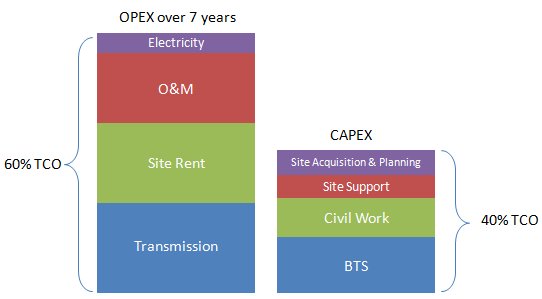 OPEX over 7 years
Electricity
O&M
Site Rent
Transmission
60% TCO
CAPEX
Site Acquisition & Planning
Site Support
Civil Work
BTS
40% TCO